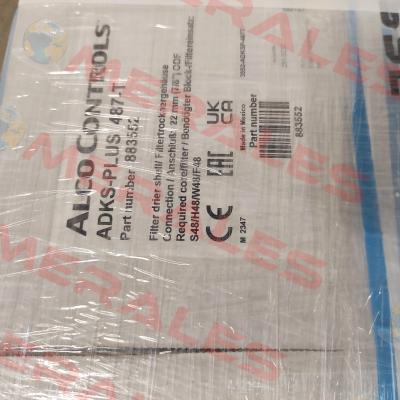 ALCO CONTROLS
ADKS-PLUS 487-T
Part number: 883552
Filter drier shell/ Filtertrocknergehäuse
Connection / Anschluß: 22 mm (7/8") ODF
Required core/filter / Benötigter Block-/Filtereinsatz:
S48/H48/W48/F48
CE
M 2347
EAC
UK
CA
Made in Mexico
Part number
883552
MERALES
MERALES
MERALES